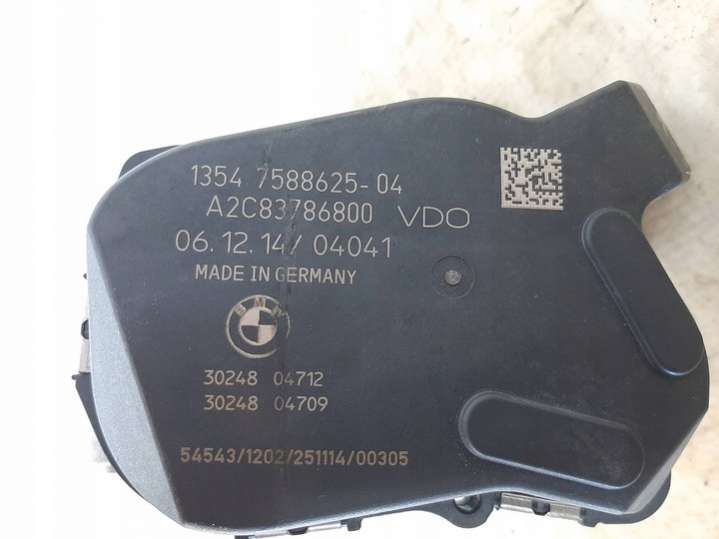 1354 7588625-04
A2C83786800 VDO
06.12.14/ 04041
MADE IN GERMANY
BMW
30248 04712
30248 04709
54543/1202/251114/00305